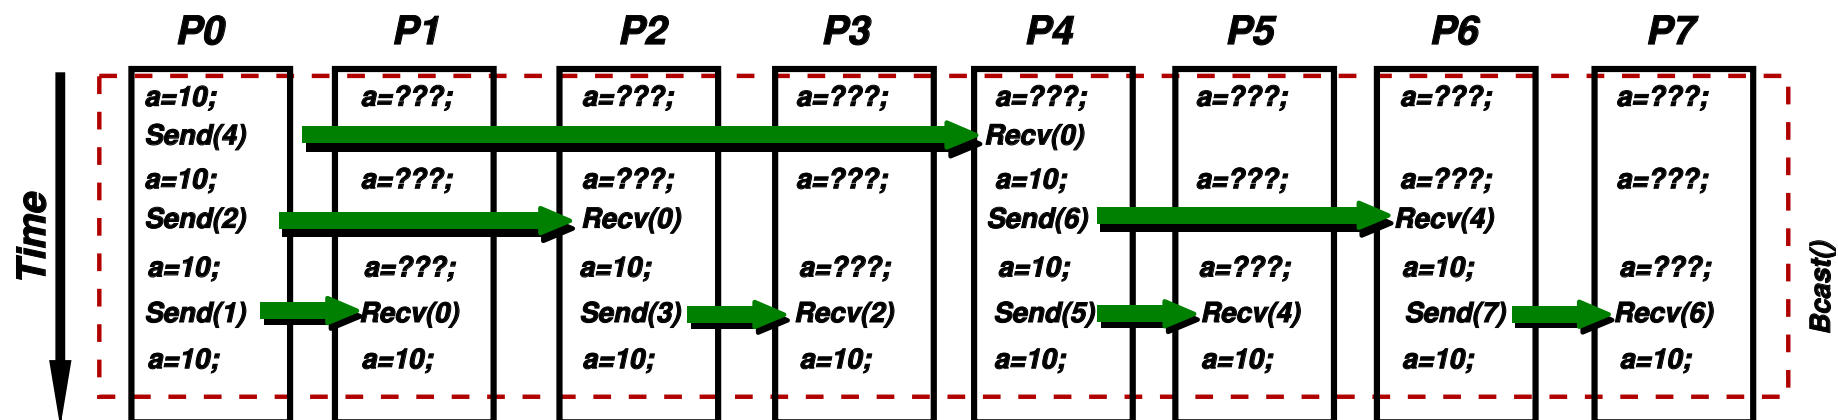 P0 P1 P2 P3 P4 P5 P6 P7
a=10; a=???; a=???; a=???; a=???; a=???; a=???; a=???;
Send(4) Recv(0)
a=10; a=???; a=???; a=???; a=10; a=???; a=???; a=???;
Send(2) Recv(0) Send(6) Recv(4)
a=10; a=???; a=10; a=???; a=10; a=???; a=10; a=???;
Send(1) Recv(0) Send(3) Recv(2) Send(5) Recv(4) Send(7) Recv(6)
a=10; a=10; a=10; a=10; a=10; a=10; a=10; a=10;
Time
Bcast()